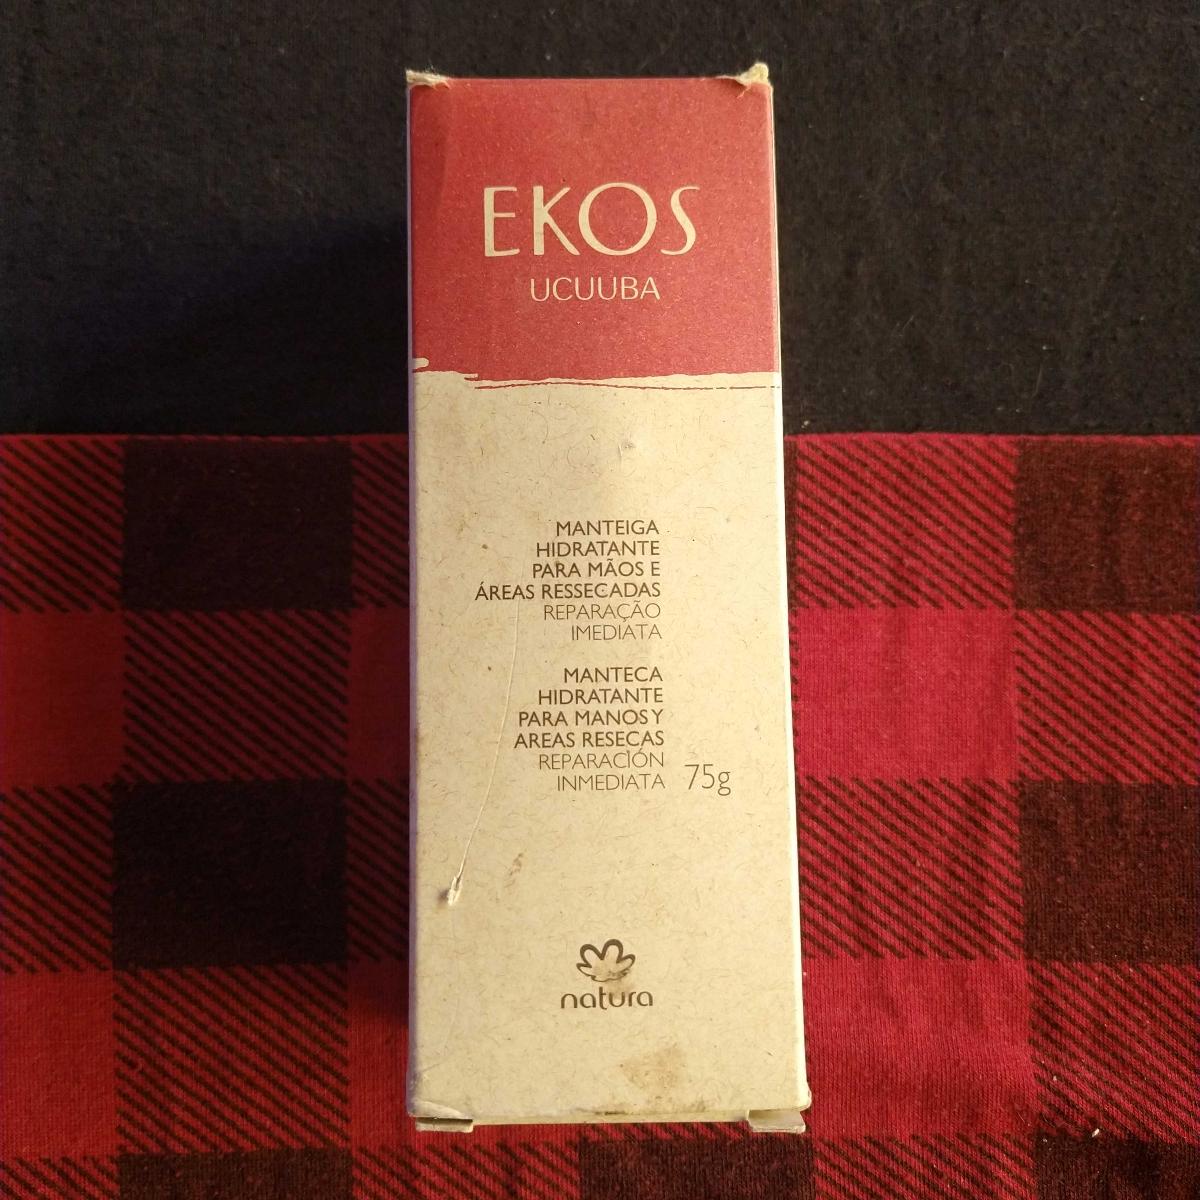 EKOS
UCUUBA
MANTEIGA
HIDRATANTE
PARA MÃOS E
ÁREAS RESSECADAS
REPARAÇÃO
IMEDIATA
MANTECA
HIDRATANTE
PARA MANOS Y
AREAS RESECAS
REPARACIÓN
INMEDIATA 75g
natura